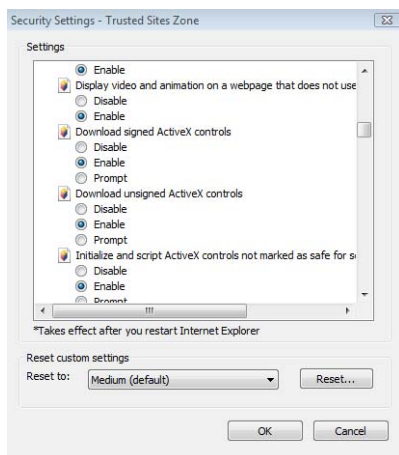 Security Settings - Trusted Sites Zone
Settings
Enable
Display video and animation on a webpage that does not use
Disable
Enable
Download signed ActiveX controls
Disable
Enable
Prompt
Download unsigned ActiveX controls
Disable
Enable
Prompt
Initialize and script ActiveX controls not marked as safe for s
Disable
Enable
Prompt
*Takes effect after you restart Internet Explorer
Reset custom settings
Reset to: Medium (default) Reset...
OK Cancel